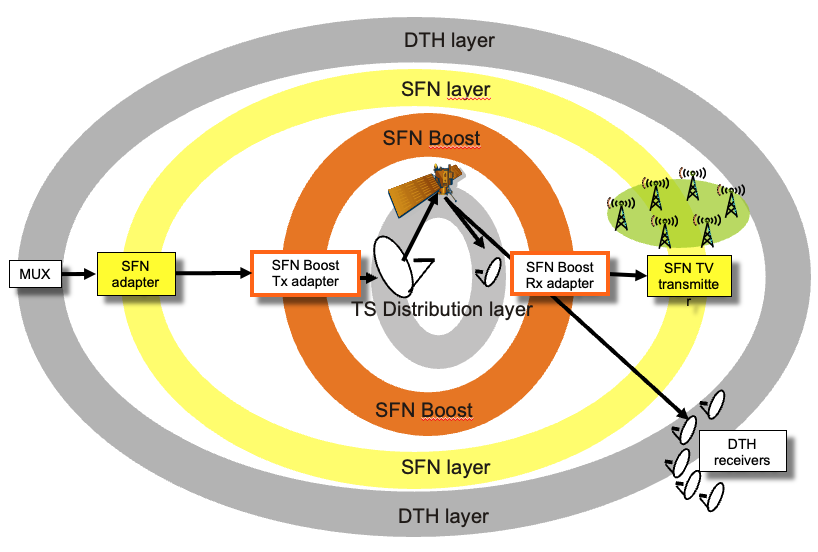 DTH layer
SFN layer
SFN Boost
MUX
SFN
adapter
SFN Boost
Tx adapter
SFN Boost
Rx adapter
SFN TV
transmitte
r
TS Distribution layer
SFN Boost
DTH
receivers
SFN layer
DTH layer